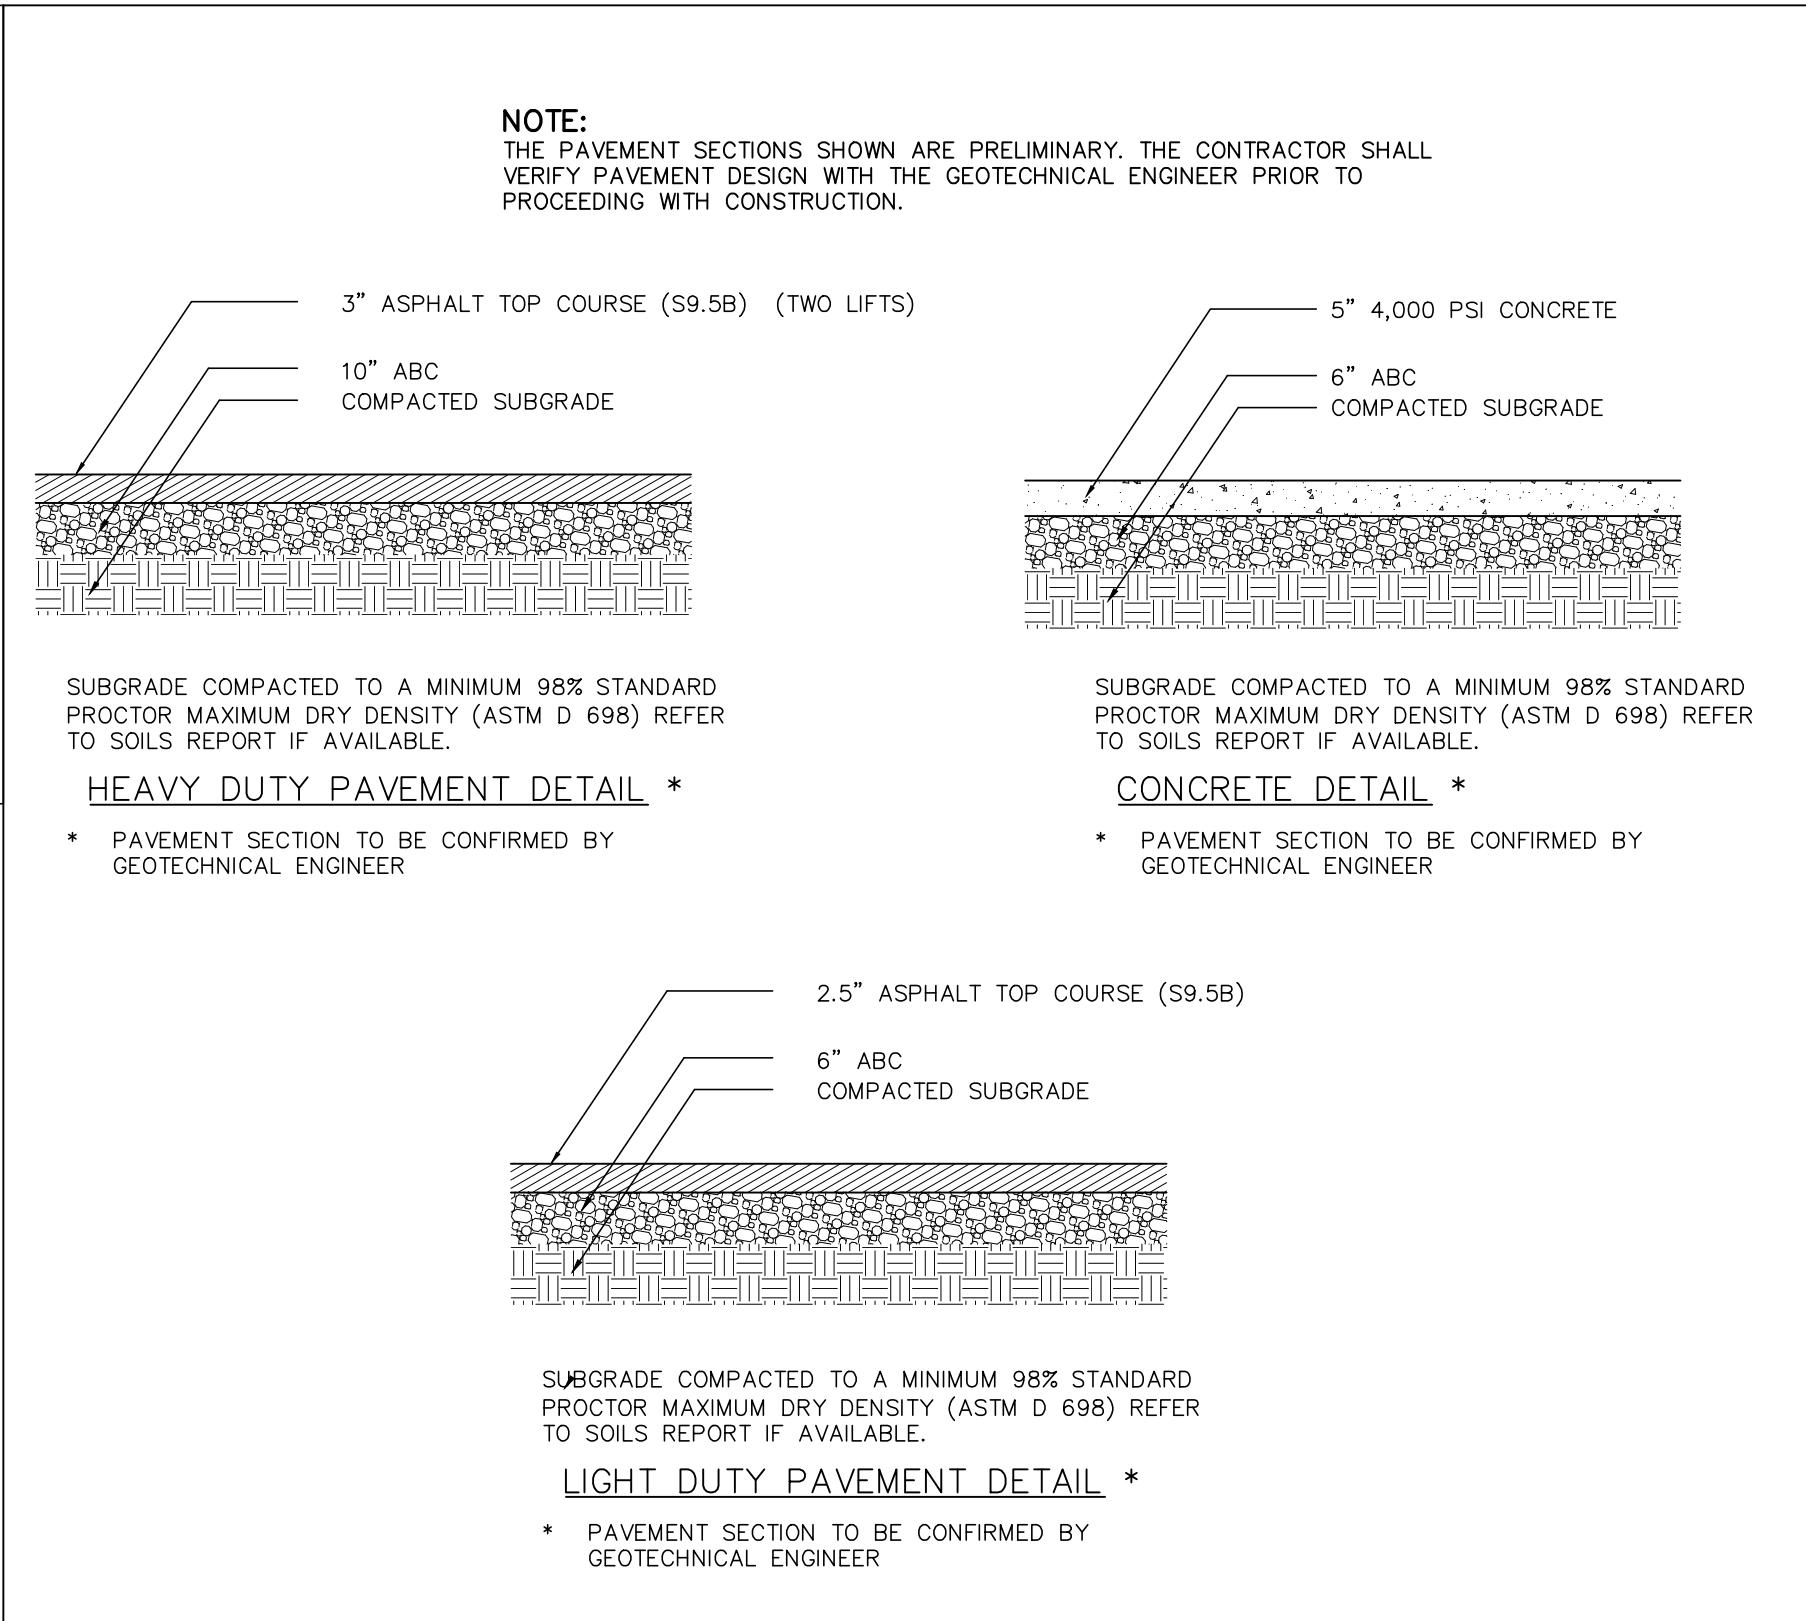 NOTE:
THE PAVEMENT SECTIONS SHOWN ARE PRELIMINARY. THE CONTRACTOR SHALL
VERIFY PAVEMENT DESIGN WITH THE GEOTECHNICAL ENGINEER PRIOR TO
PROCEEDING WITH CONSTRUCTION.
3" ASPHALT TOP COURSE (S9.5B) (TWO LIFTS)
10" ABC
COMPACTED SUBGRADE
SUBGRADE COMPACTED TO A MINIMUM 98% STANDARD
PROCTOR MAXIMUM DRY DENSITY (ASTM D 698) REFER
TO SOILS REPORT IF AVAILABLE.
HEAVY DUTY PAVEMENT DETAIL *
* PAVEMENT SECTION TO BE CONFIRMED BY
GEOTECHNICAL ENGINEER
5" 4,000 PSI CONCRETE
6" ABC
COMPACTED SUBGRADE
SUBGRADE COMPACTED TO A MINIMUM 98% STANDARD
PROCTOR MAXIMUM DRY DENSITY (ASTM D 698) REFER
TO SOILS REPORT IF AVAILABLE.
CONCRETE DETAIL *
* PAVEMENT SECTION TO BE CONFIRMED BY
GEOTECHNICAL ENGINEER
2.5" ASPHALT TOP COURSE (S9.5B)
6" ABC
COMPACTED SUBGRADE
SUBGRADE COMPACTED TO A MINIMUM 98% STANDARD
PROCTOR MAXIMUM DRY DENSITY (ASTM D 698) REFER
TO SOILS REPORT IF AVAILABLE.
LIGHT DUTY PAVEMENT DETAIL *
* PAVEMENT SECTION TO BE CONFIRMED BY
GEOTECHNICAL ENGINEER